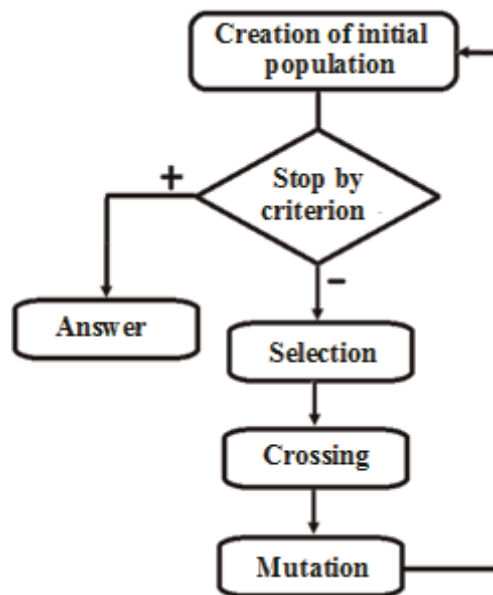 Creation of initial
population
+
Stop by
criterion
−
Answer
Selection
Crossing
Mutation